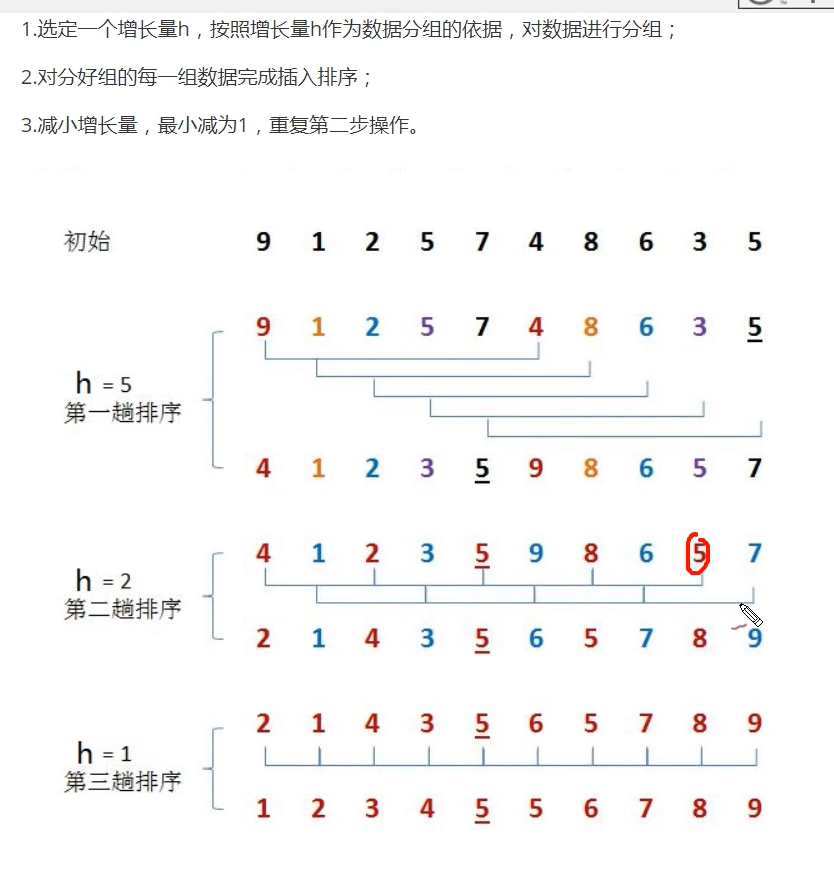 1.选定一个增长量h，按照增长量h作为数据分组的依据，对数据进行分组；
2.对分好组的每一组数据完成插入排序；
3.减小增长量，最小减为1，重复第二步操作。
初始 9 1 2 5 7 4 8 6 3 5
9 1 2 5 7 4 8 6 3 5
h = 5
第一趟排序
4 1 2 3 5 9 8 6 5 7
4 1 2 3 5 9 8 6 5 7
h = 2
第二趟排序
2 1 4 3 5 6 5 7 8 9
2 1 4 3 5 6 5 7 8 9
h = 1
第三趟排序
1 2 3 4 5 5 6 7 8 9